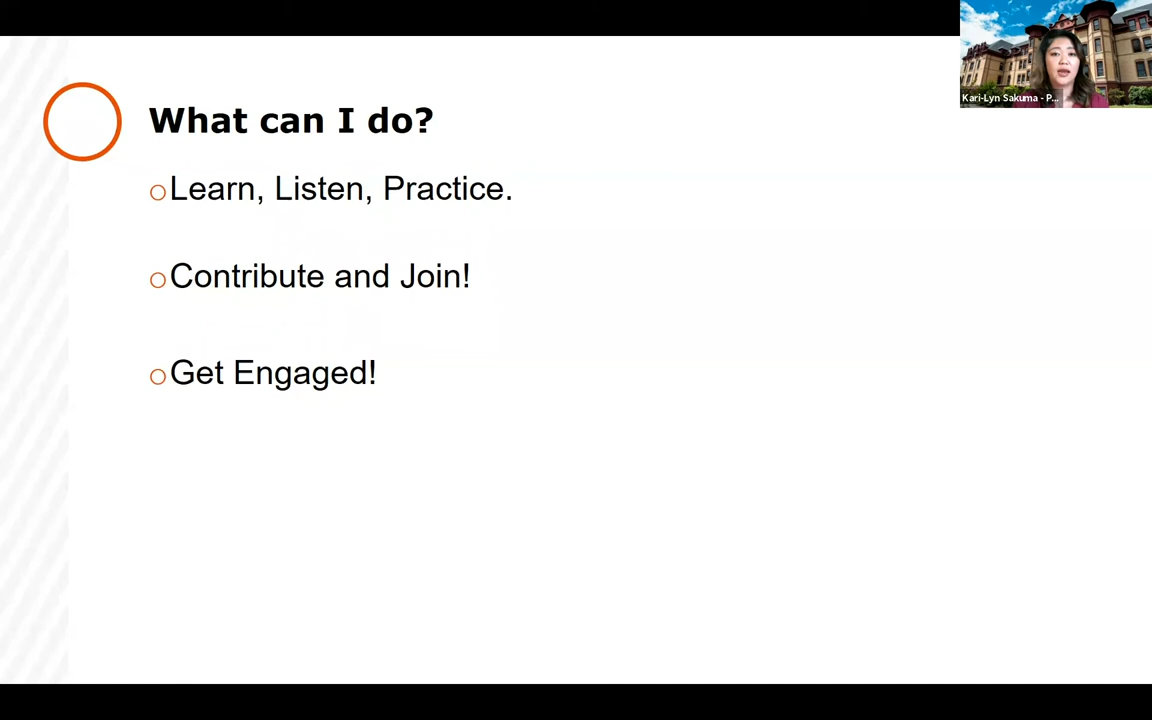 What can I do?
Learn, Listen, Practice.
Contribute and Join!
Get Engaged!
Kari-Lyn Sakuma - P...